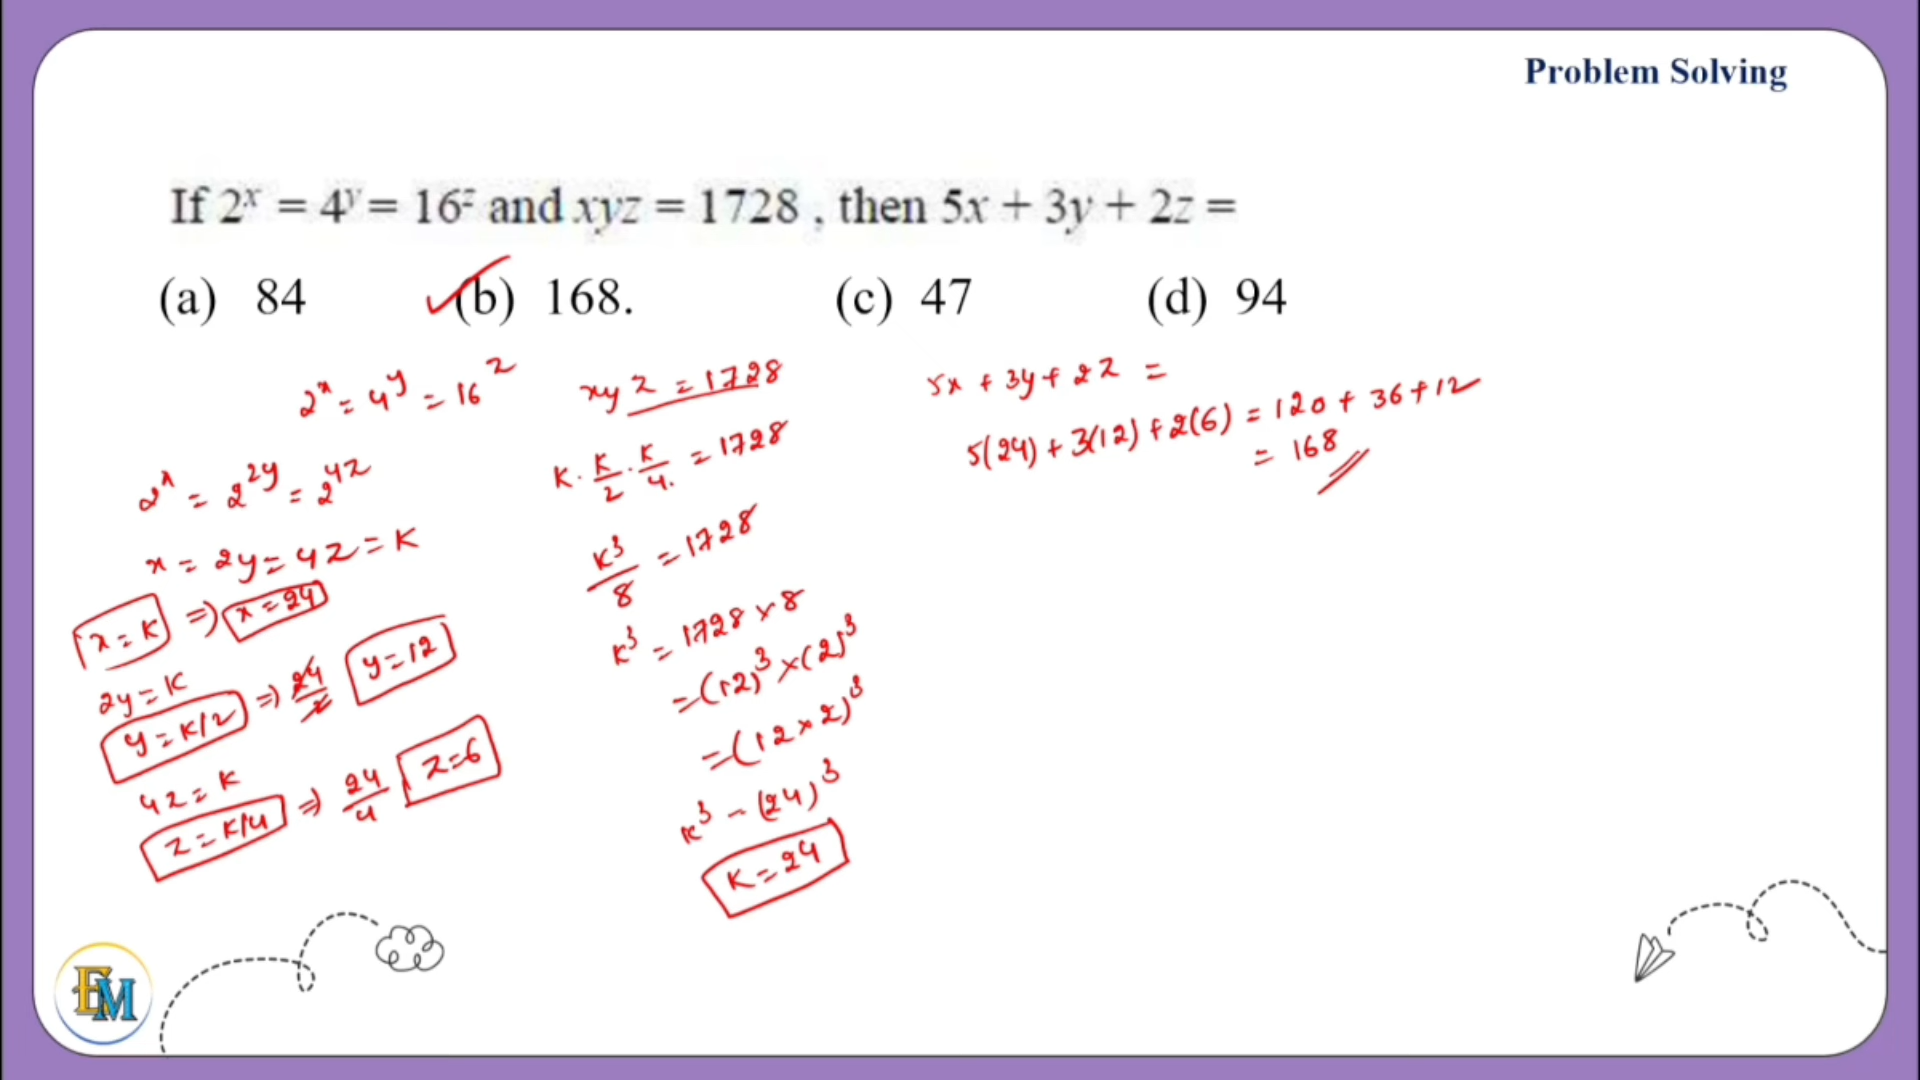 Problem Solving
If 2ˣ = 4ʸ = 16ᶻ and xyz = 1728 , then 5x + 3y + 2z =
(a) 84 (b) 168. (c) 47 (d) 94
2ˣ = 4ʸ = 16ᶻ
2ˣ = 2²ʸ = 2⁴ᶻ
x = 2y = 4z = K
x = K ⇒ x = 24
2y = K
y = K/2 ⇒ 24/2 y = 12
4z = K
z = K/4 ⇒ 24/4 z = 6
xyz = 1728
K · K/2 · K/4 = 1728
K³/8 = 1728
K³ = 1728 × 8
= (12)³ × (2)³
= (12 × 2)³
K³ - (24)³
K = 24
5x + 3y + 2z =
5(24) + 3(12) + 2(6) = 120 + 36 + 12
= 168
EM